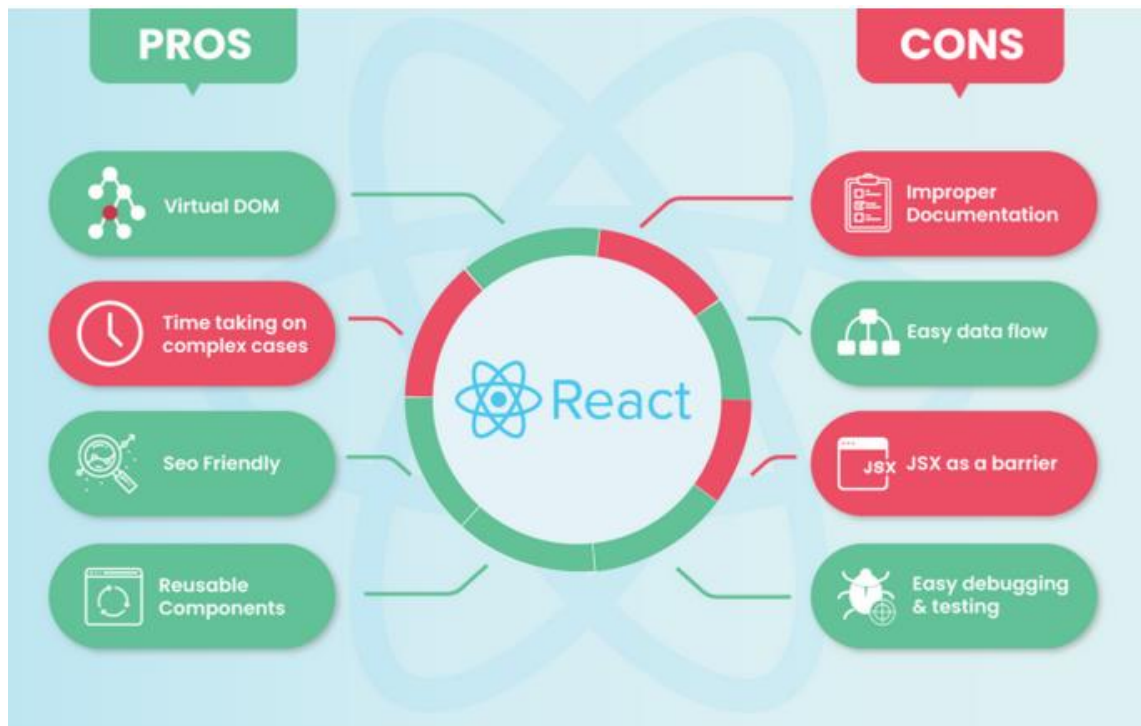 PROS
CONS
Virtual DOM
Time taking on
complex cases
Seo Friendly
Reusable
Components
React
Improper
Documentation
Easy data flow
JSX
JSX as a barrier
Easy debugging
& testing